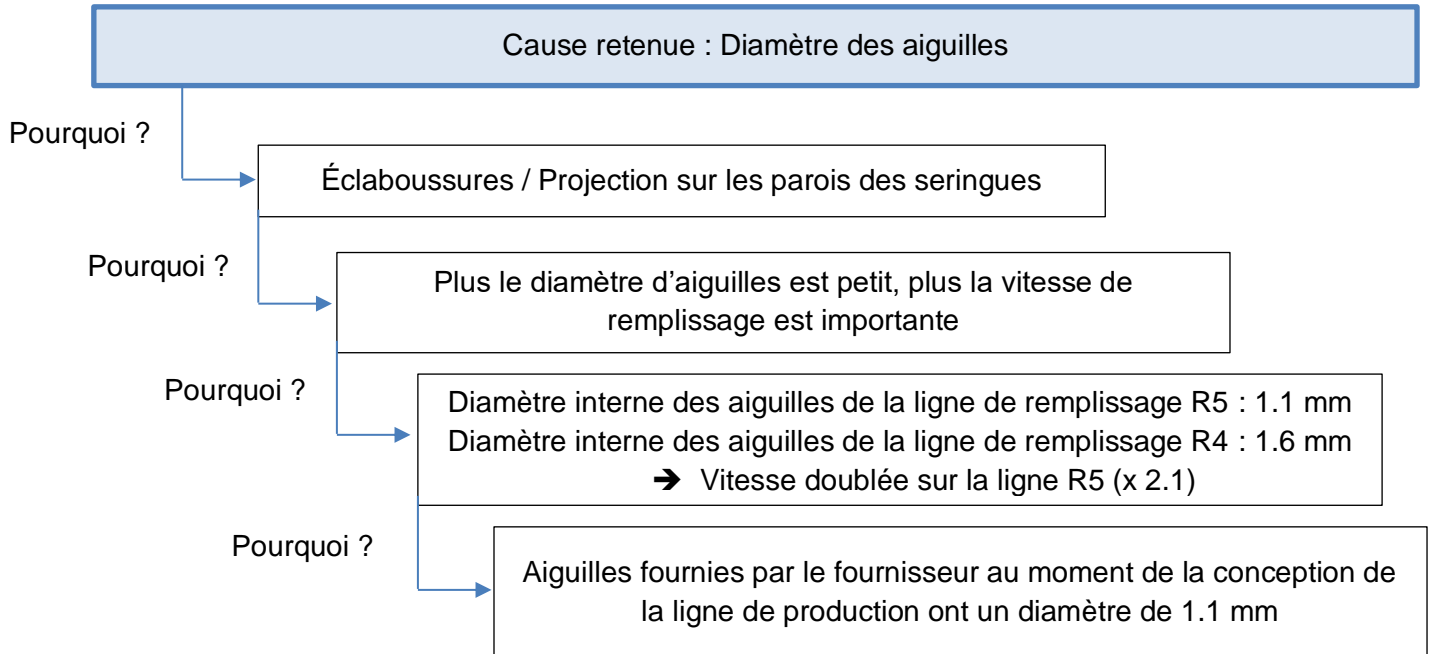 Cause retenue : Diamètre des aiguilles
Pourquoi ?
Éclaboussures / Projection sur les parois des seringues
Pourquoi ?
Plus le diamètre d’aiguilles est petit, plus la vitesse de
remplissage est importante
Pourquoi ?
Diamètre interne des aiguilles de la ligne de remplissage R5 : 1.1 mm
Diamètre interne des aiguilles de la ligne de remplissage R4 : 1.6 mm
➔ Vitesse doublée sur la ligne R5 (x 2.1)
Pourquoi ?
Aiguilles fournies par le fournisseur au moment de la conception de
la ligne de production ont un diamètre de 1.1 mm